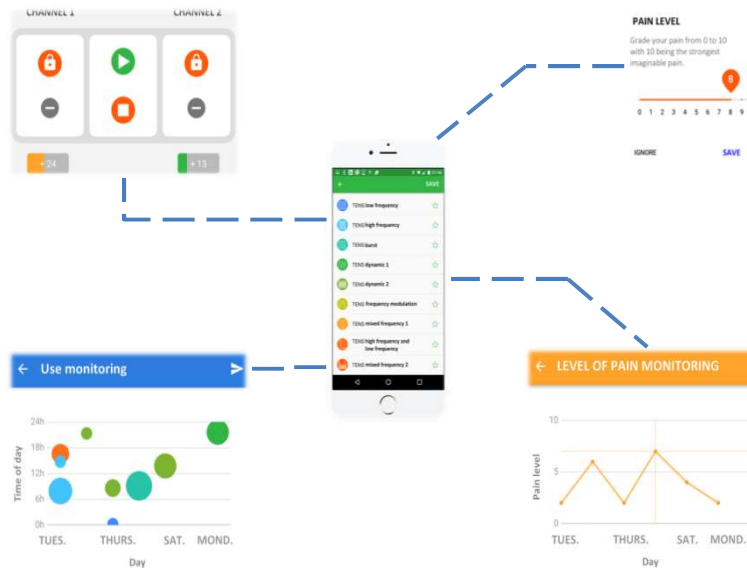 CHANNEL 1
CHANNEL 2
+ 24
+ 13
PAIN LEVEL
Grade your pain from 0 to 10
with 10 being the strongest
imaginable pain.
8
0 1 2 3 4 5 6 7 8 9
IGNORE
SAVE
SAVE
TENS low frequency
TENS high frequency
TENS burst
TENS dynamic 1
TENS dynamic 2
TENS frequency modulation
TENS mixed frequency 1
TENS high frequency and
low frequency
TENS mixed frequency 2
Use monitoring
24h
18h
12h
6h
0h
Time of day
TUES. THURS. SAT. MOND.
Day
LEVEL OF PAIN MONITORING
10
5
0
Pain level
TUES. THURS. SAT. MOND.
Day